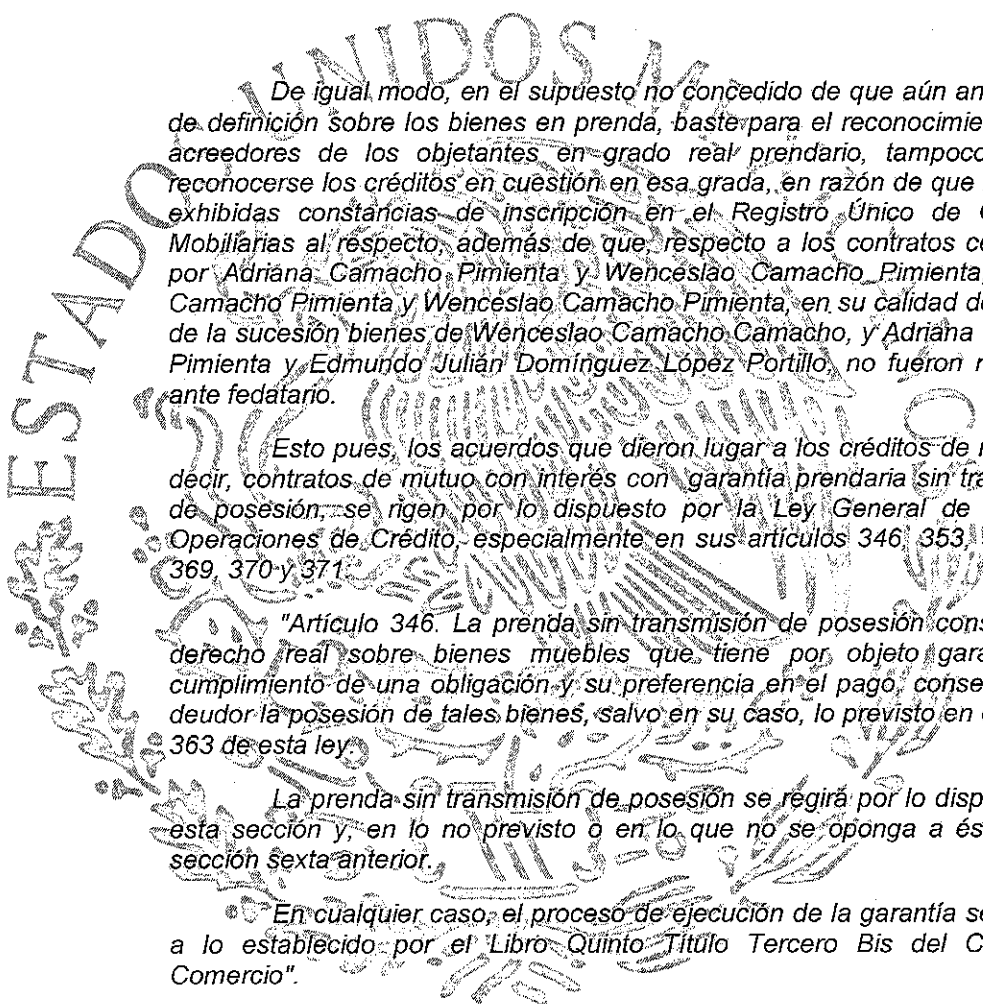 ESTADOS UNIDOS ME
De igual modo, en el supuesto no concedido de que aún an
de definición sobre los bienes en prenda, baste para el reconocimie
acreedores de los objetantes en grado real prendario, tampoco
reconocerse los créditos en cuestión en esa grada, en razón de que
exhibidas constancias de inscripción en el Registro Único de G
Mobiliarias al respecto, además de que, respecto a los contratos ce
por Adriana Camacho Pimienta y Wenceslao Camacho Pimienta,
Camacho Pimienta y Wenceslao Camacho Pimienta, en su calidad de
de la sucesión bienes de Wenceslao Camacho Camacho, y Adriana
Pimienta y Edmundo Julián Domínguez López Portillo, no fueron r
ante fedatario.
Esto pues, los acuerdos que dieron lugar a los créditos de
decir, contratos de mutuo con interés con garantía prendaria sin tra
de posesión, se rigen por lo dispuesto por la Ley General de
Operaciones de Crédito, especialmente en sus artículos 346, 353,
369, 370 y 371.
"Artículo 346. La prenda sin transmisión de posesión cons
derecho real sobre bienes muebles que tiene por objeto gara
cumplimiento de una obligación y su preferencia en el pago, conse
deudor la posesión de tales bienes, salvo en su caso, lo previsto en
363 de esta ley.
La prenda sin transmisión de posesión se regirá por lo disp
esta sección y, en lo no previsto o en lo que no se oponga a és
sección sexta anterior.
En cualquier caso, el proceso de ejecución de la garantía se
a lo establecido por el Libro Quinto Título Tercero Bis del C
Comercio".